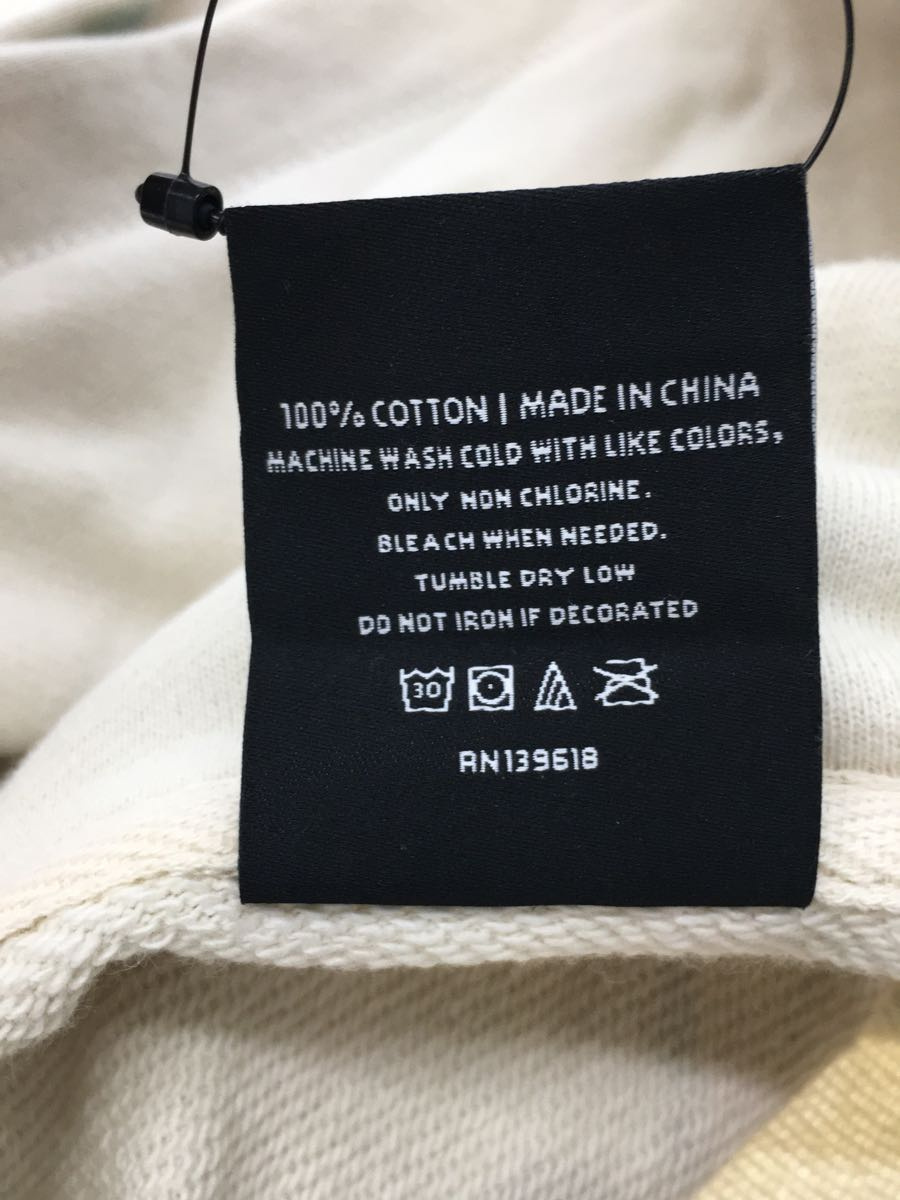 100% COTTON | MADE IN CHINA
MACHINE WASH COLD WITH LIKE COLORS,
ONLY NON CHLORINE.
BLEACH WHEN NEEDED.
TUMBLE DRY LOW
DO NOT IRON IF DECORATED
30
RN139618